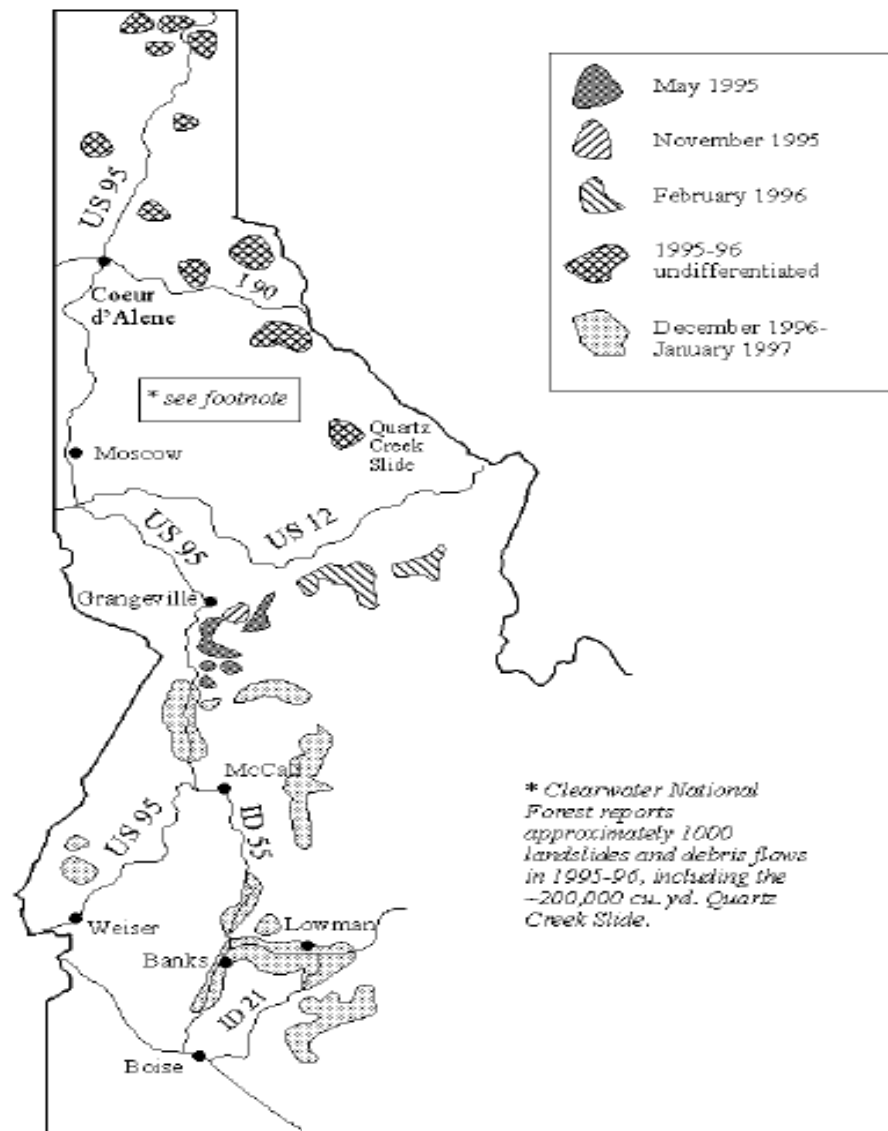 May 1995
November 1995
February 1996
1995-96
undifferentiated
December 1996-
January 1997
US 95
Coeur
d'Alene
I 90
* see footnote
Quartz
Creek
Slide
Moscow
US 95
US 12
Grangeville
McCall
US 95
ID 55
Weiser
Lowman
Banks
ID 21
Boise
* Clearwater National
Forest reports
approximately 1000
landslides and debris flows
in 1995-96, including the
~200,000 cu. yd. Quartz
Creek Slide.